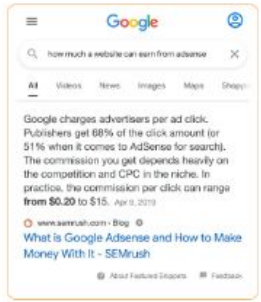 Google
how much a website can earn from adsense
All Videos News Images Maps Shopp
Google charges advertisers per ad click.
Publishers get 68% of the click amount (or
51% when it comes to AdSense for search).
The commission you get depends heavily on
the competition and CPC in the niche. In
practice, the commission per click can range
from $0.20 to $15. Apr 8, 2019
www.semrush.com › Blog
What is Google Adsense and How to Make
Money With It - SEMrush
About Featured Snippets Feedback